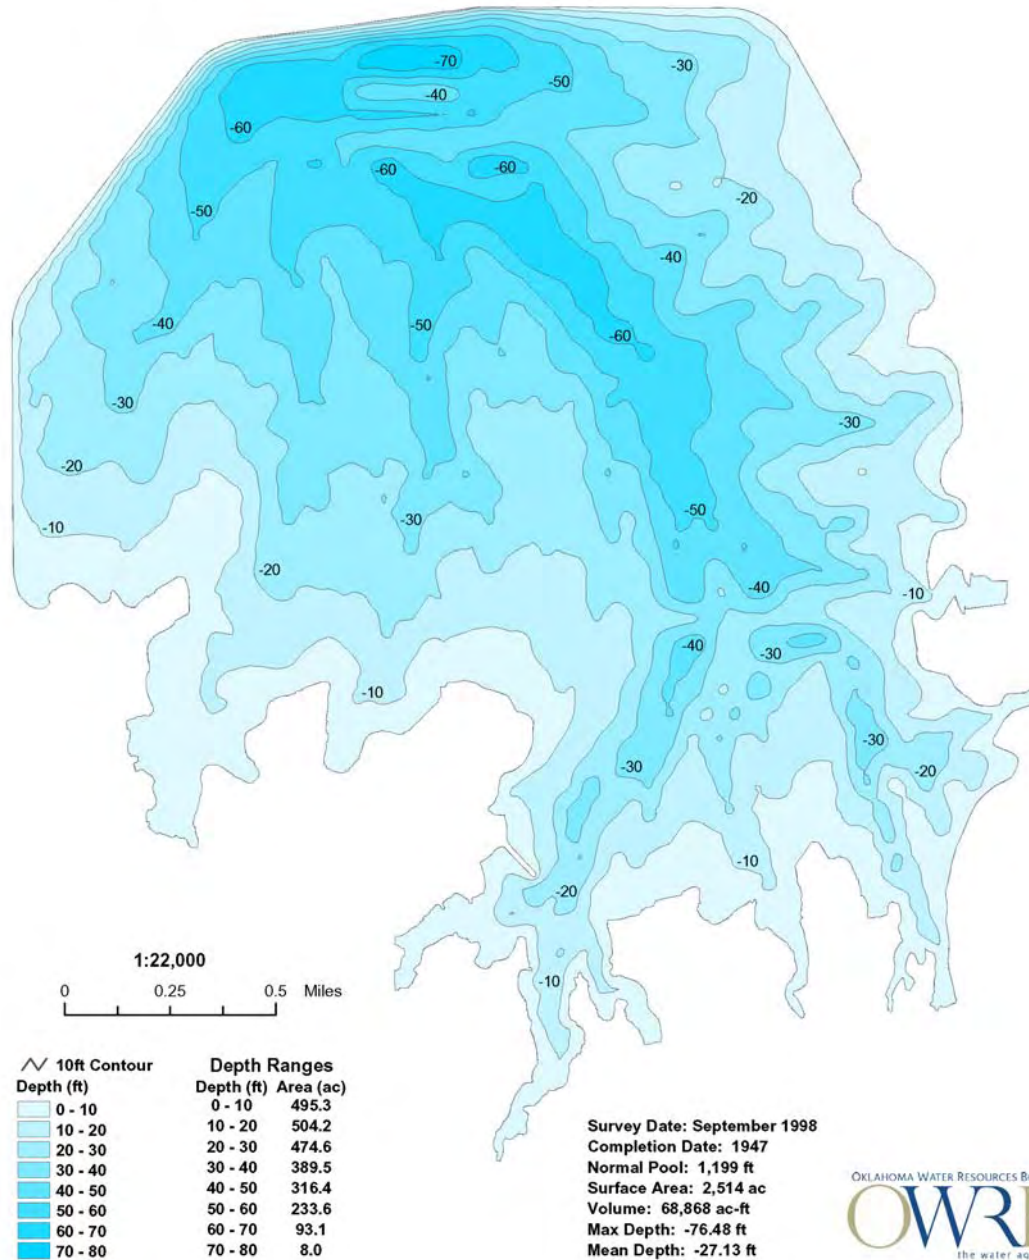 -70
-30
-50
-40
-60
-60
-60
-20
-50
-40
-40
-50
-60
-30
-30
-20
-50
-30
-10
-20
-40
-10
-40
-30
-10
-30
-30
-20
-10
-20
-10
1:22,000
0 0.25 0.5 Miles
10ft Contour
Depth (ft)
0 - 10
10 - 20
20 - 30
30 - 40
40 - 50
50 - 60
60 - 70
70 - 80
Depth Ranges
Depth (ft) Area (ac)
0 - 10 495.3
10 - 20 504.2
20 - 30 474.6
30 - 40 389.5
40 - 50 316.4
50 - 60 233.6
60 - 70 93.1
70 - 80 8.0
Survey Date: September 1998
Completion Date: 1947
Normal Pool: 1,199 ft
Surface Area: 2,514 ac
Volume: 68,868 ac-ft
Max Depth: -76.48 ft
Mean Depth: -27.13 ft
OKLAHOMA WATER RESOURCES
OWR
the water